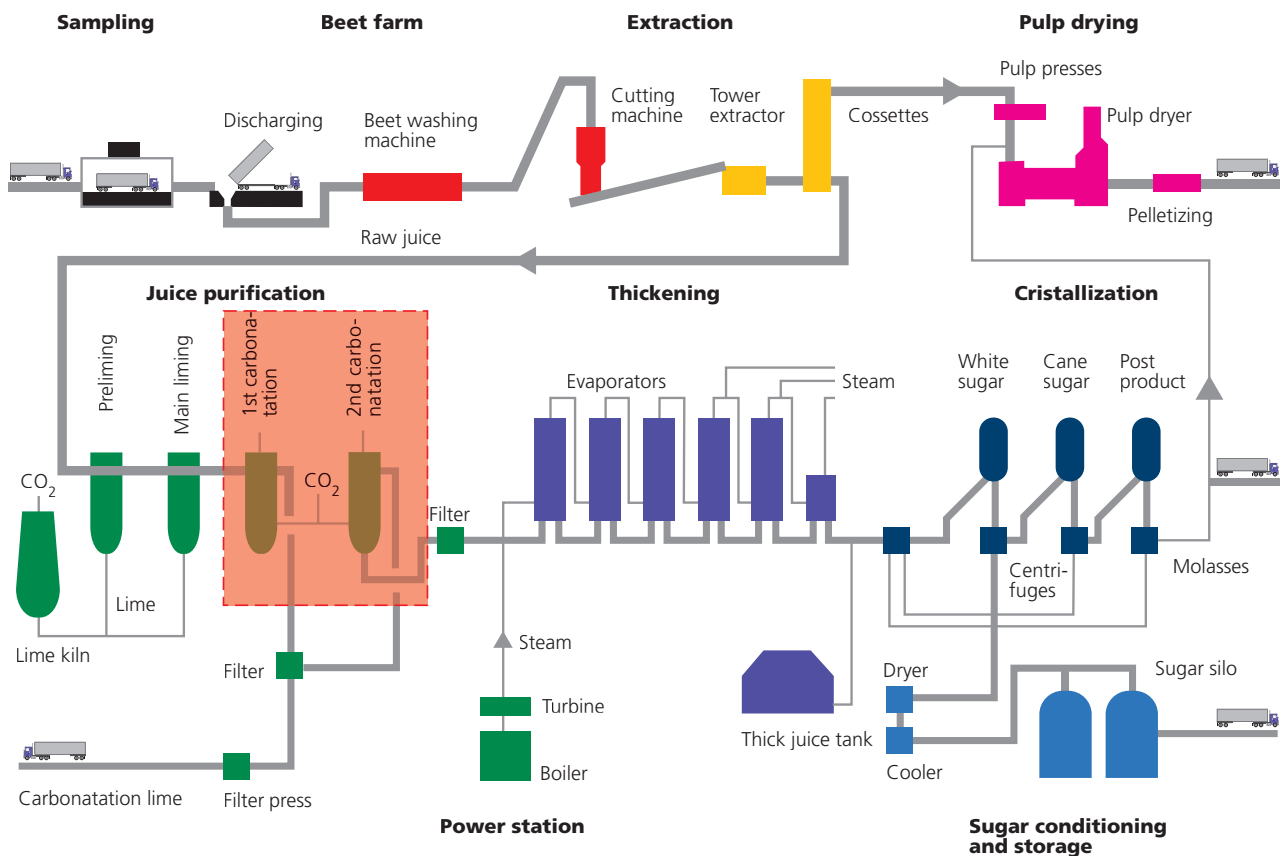 Sampling
Beet farm
Extraction
Pulp drying
Pulp presses
Discharging
Beet washing
machine
Cutting
machine
Tower
extractor
Cossettes
Pulp dryer
Pelletizing
Raw juice
Juice purification
Thickening
Cristallization
Preliming
Main liming
1st carbona-
tation
2nd carbo-
natation
Evaporators
Steam
White
sugar
Cane
sugar
Post
product
CO2
CO2
Filter
Lime
Lime kiln
Centri-
fuges
Molasses
Filter
Steam
Turbine
Boiler
Thick juice tank
Dryer
Cooler
Sugar silo
Carbonatation lime
Filter press
Power station
Sugar conditioning
and storage